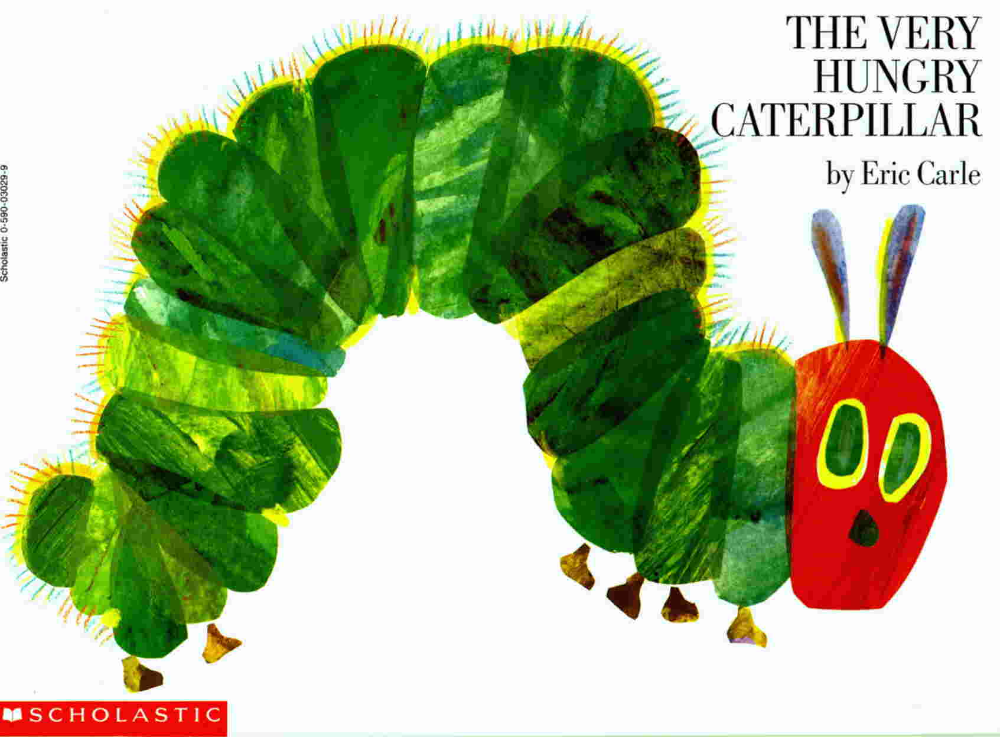 THE VERY
HUNGRY
CATERPILLAR
by Eric Carle
Scholastic 0-590-03029-9
SCHOLASTIC